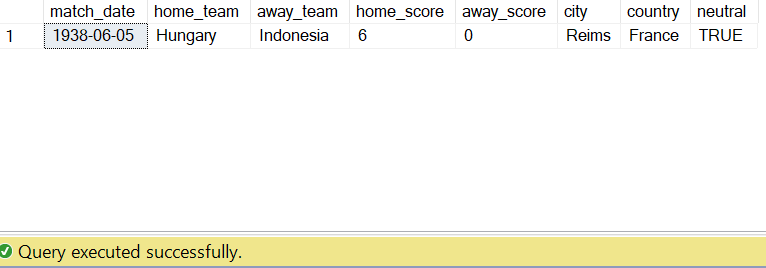 match_date home_team away_team home_score away_score city country neutral
1 1938-06-05 Hungary Indonesia 6 0 Reims France TRUE
Query executed successfully.